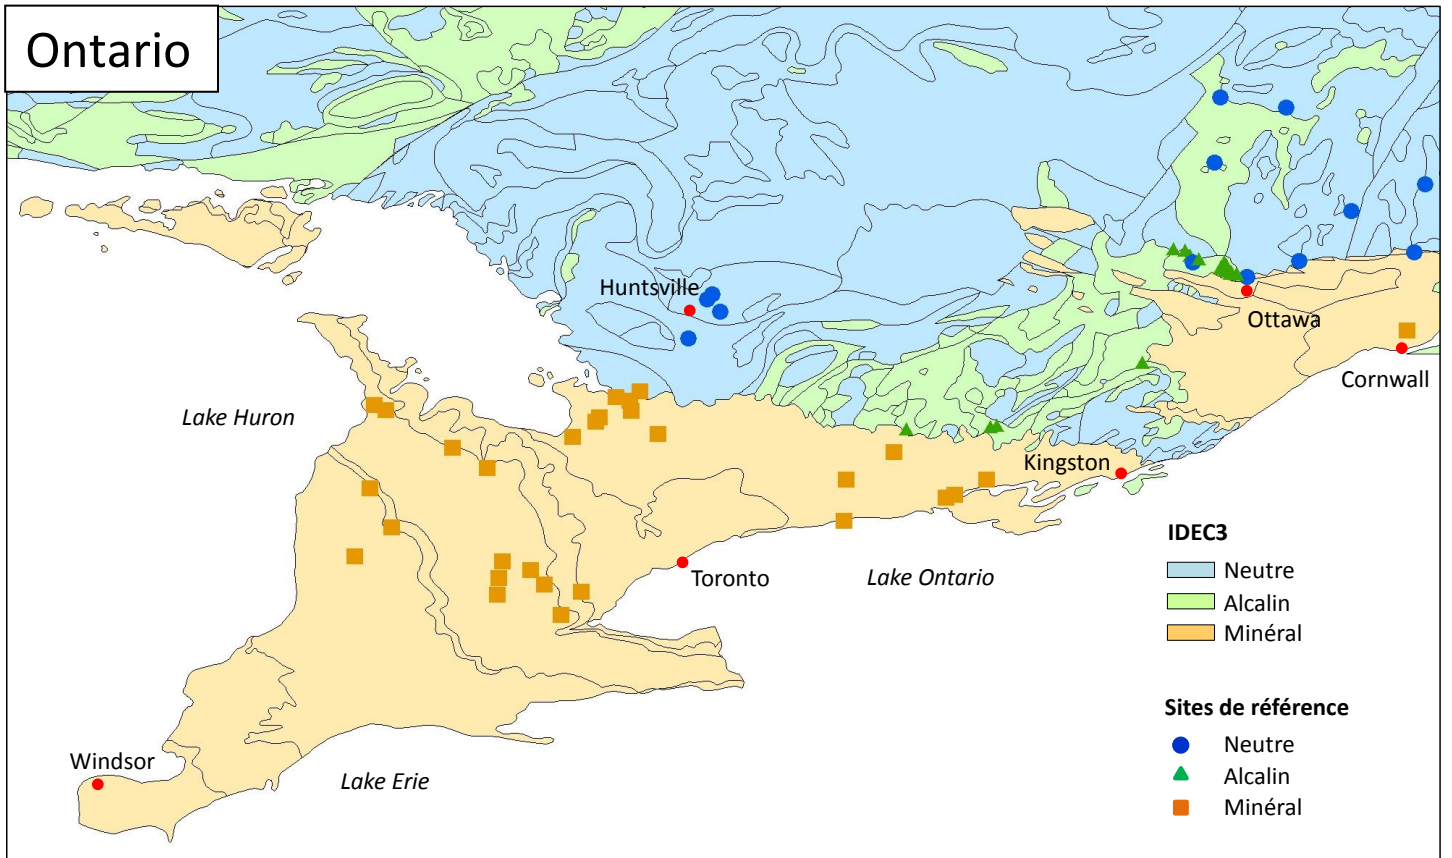 Ontario
Huntsville
Ottawa
Cornwall
Lake Huron
Kingston
Toronto
Lake Ontario
Windsor
Lake Erie
IDEC3
Neutre
Alcalin
Minéral
Sites de référence
Neutre
Alcalin
Minéral